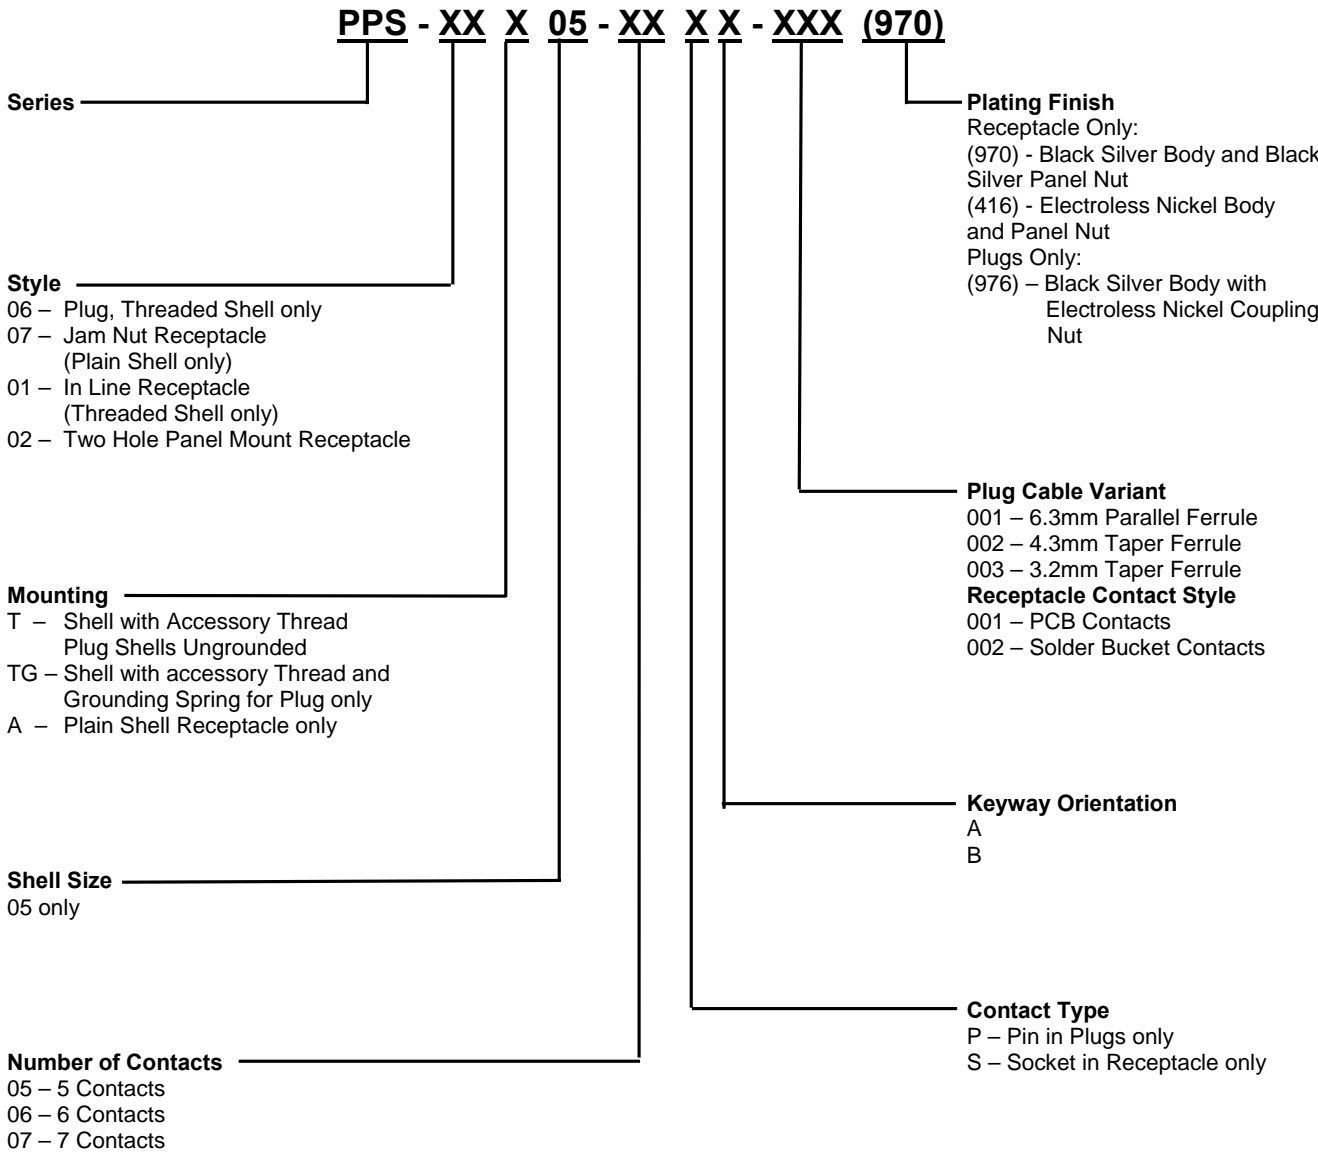 PPS - XX X 05 - XX X X - XXX (970)
Series
Style
06 – Plug, Threaded Shell only
07 – Jam Nut Receptacle
(Plain Shell only)
01 – In Line Receptacle
(Threaded Shell only)
02 – Two Hole Panel Mount Receptacle
Mounting
T – Shell with Accessory Thread
Plug Shells Ungrounded
TG – Shell with accessory Thread and
Grounding Spring for Plug only
A – Plain Shell Receptacle only
Shell Size
05 only
Number of Contacts
05 – 5 Contacts
06 – 6 Contacts
07 – 7 Contacts
Plating Finish
Receptacle Only:
(970) - Black Silver Body and Black
Silver Panel Nut
(416) - Electroless Nickel Body
and Panel Nut
Plugs Only:
(976) – Black Silver Body with
Electroless Nickel Coupling
Nut
Plug Cable Variant
001 – 6.3mm Parallel Ferrule
002 – 4.3mm Taper Ferrule
003 – 3.2mm Taper Ferrule
Receptacle Contact Style
001 – PCB Contacts
002 – Solder Bucket Contacts
Keyway Orientation
A
B
Contact Type
P – Pin in Plugs only
S – Socket in Receptacle only